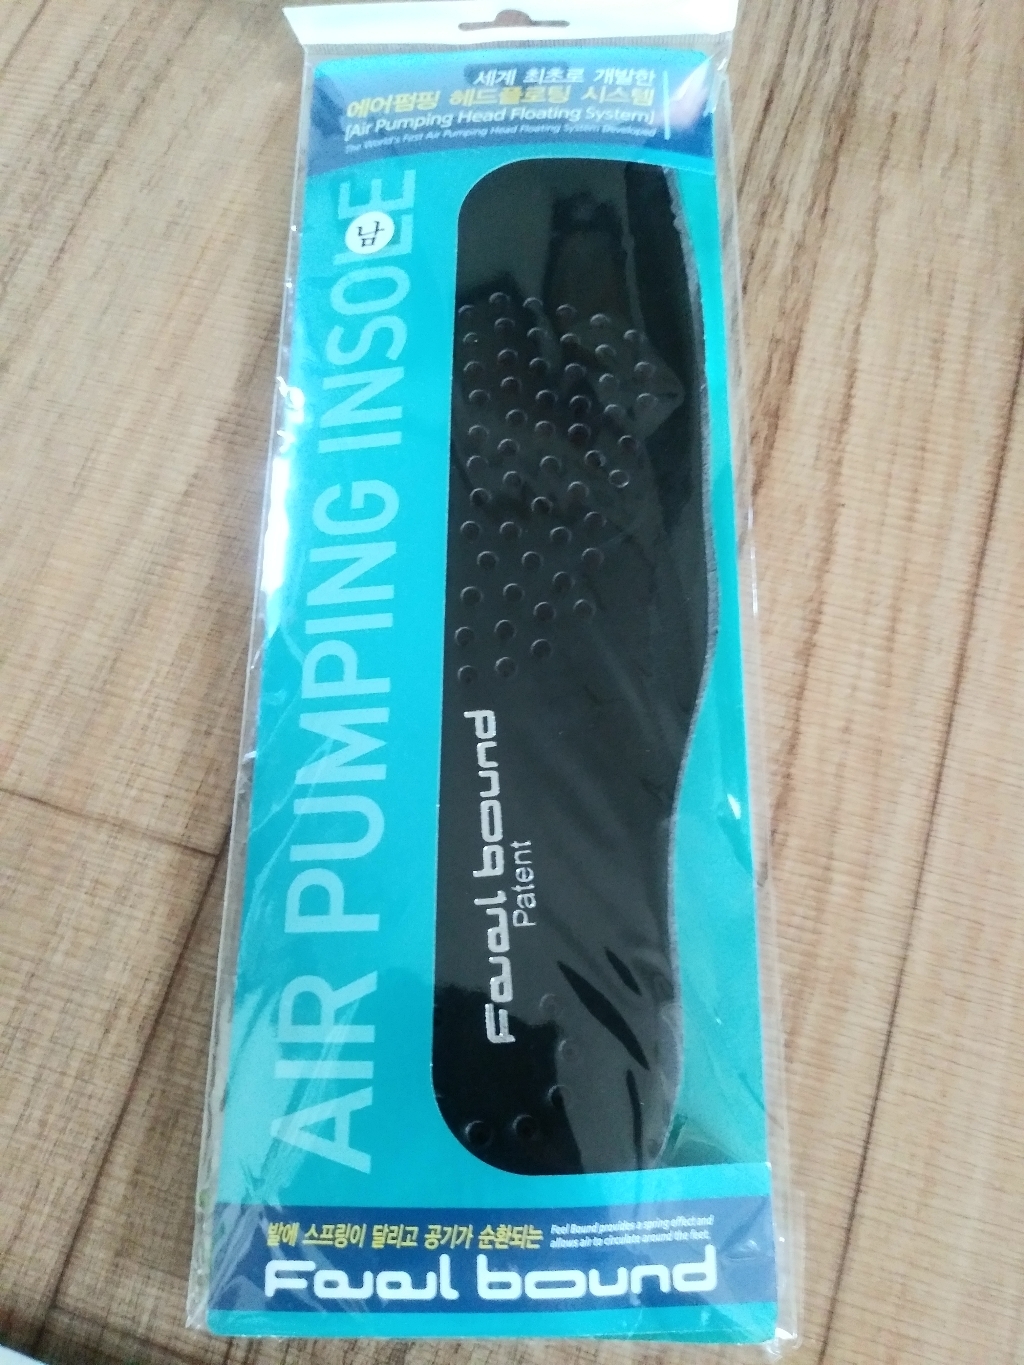 세계 최초로 개발한
에어펌핑 헤드플로팅 시스템
[Air Pumping Head Floating System]
The World's First Air Pumping Head Floating System Developed
AIR PUMPING INSOLE
남
Feel bound
Patent
발에 스프링이 달리고 공기가 순환되는
Feel Bound provides a spring effect and
allows air to circulate around the feet.
Feel bound